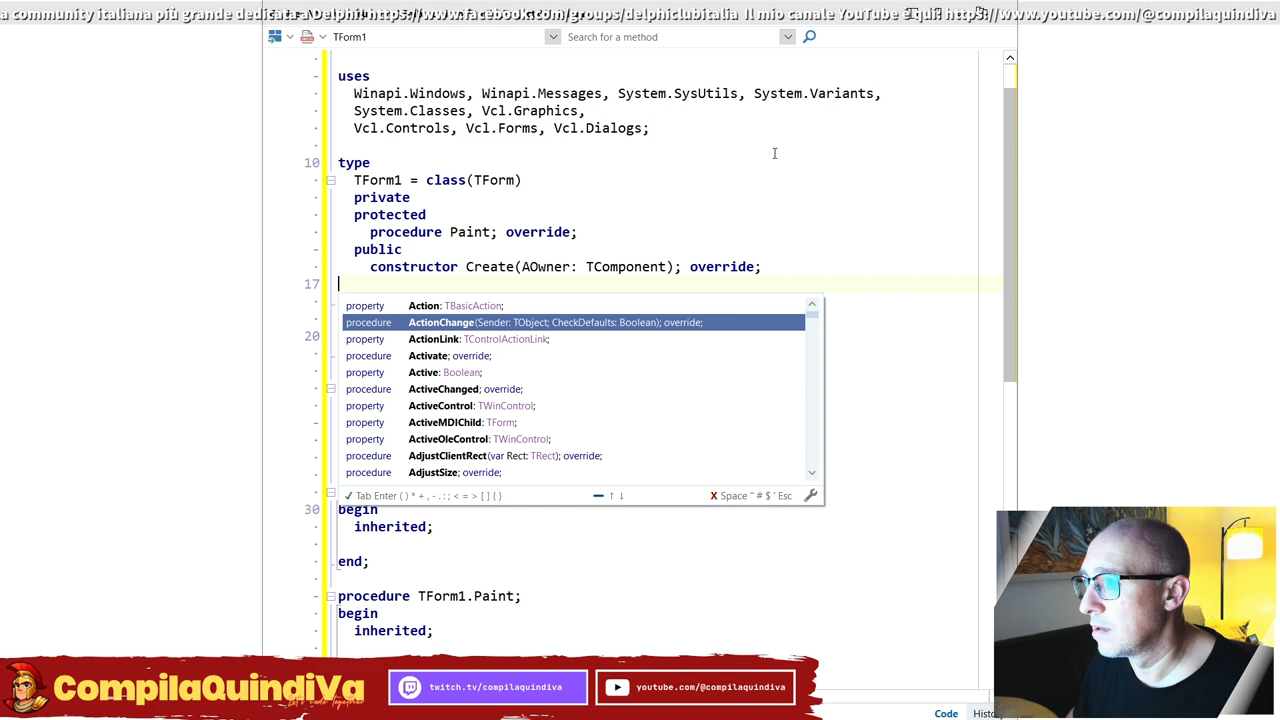 a community italiana più grande dedicata a Delphi https://www.facebook.com/groups/delphiclubitalia Il mio canale YouTube è qui! https://www.youtube.com/@compilaquindiva
TForm1
Search for a method
uses
Winapi.Windows, Winapi.Messages, System.SysUtils, System.Variants,
System.Classes, Vcl.Graphics,
Vcl.Controls, Vcl.Forms, Vcl.Dialogs;
10 type
TForm1 = class(TForm)
private
protected
procedure Paint; override;
public
constructor Create(AOwner: TComponent); override;
17
property Action: TBasicAction;
procedure ActionChange(Sender: TObject; CheckDefaults: Boolean); override;
property ActionLink: TControlActionLink;
20
procedure Activate; override;
property Active: Boolean;
procedure ActiveChanged; override;
property ActiveControl: TWinControl;
property ActiveMDIChild: TForm;
property ActiveOleControl: TWinControl;
procedure AdjustClientRect(var Rect: TRect); override;
procedure AdjustSize; override;
✓ Tab Enter ( ) * + , - . : ; < = > [ ] { }
↑ ↓
X Space " # $ ' Esc
30 begin
inherited;
end;
procedure TForm1.Paint;
begin
inherited;
CompilaQuindiVa
Let's Code Together
twitch.tv/compilaquindiva
youtube.com/@compilaquindiva
Code
Histo